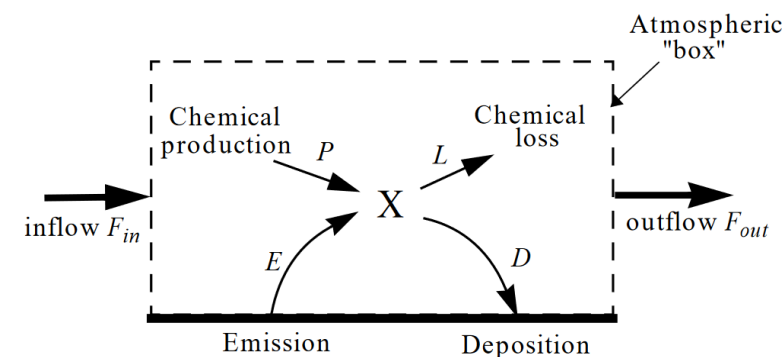 Atmospheric
"box"
Chemical
production
P
L
Chemical
loss
X
inflow F_in
outflow F_out
E
D
Emission
Deposition